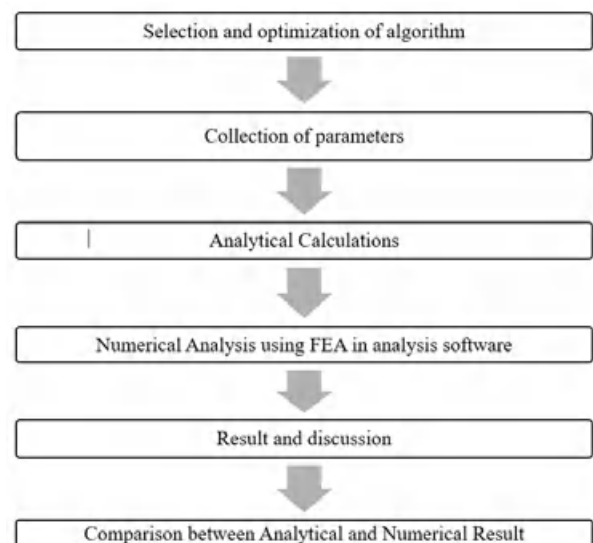 Selection and optimization of algorithm
Collection of parameters
Analytical Calculations
Numerical Analysis using FEA in analysis software
Result and discussion
Comparison between Analytical and Numerical Result